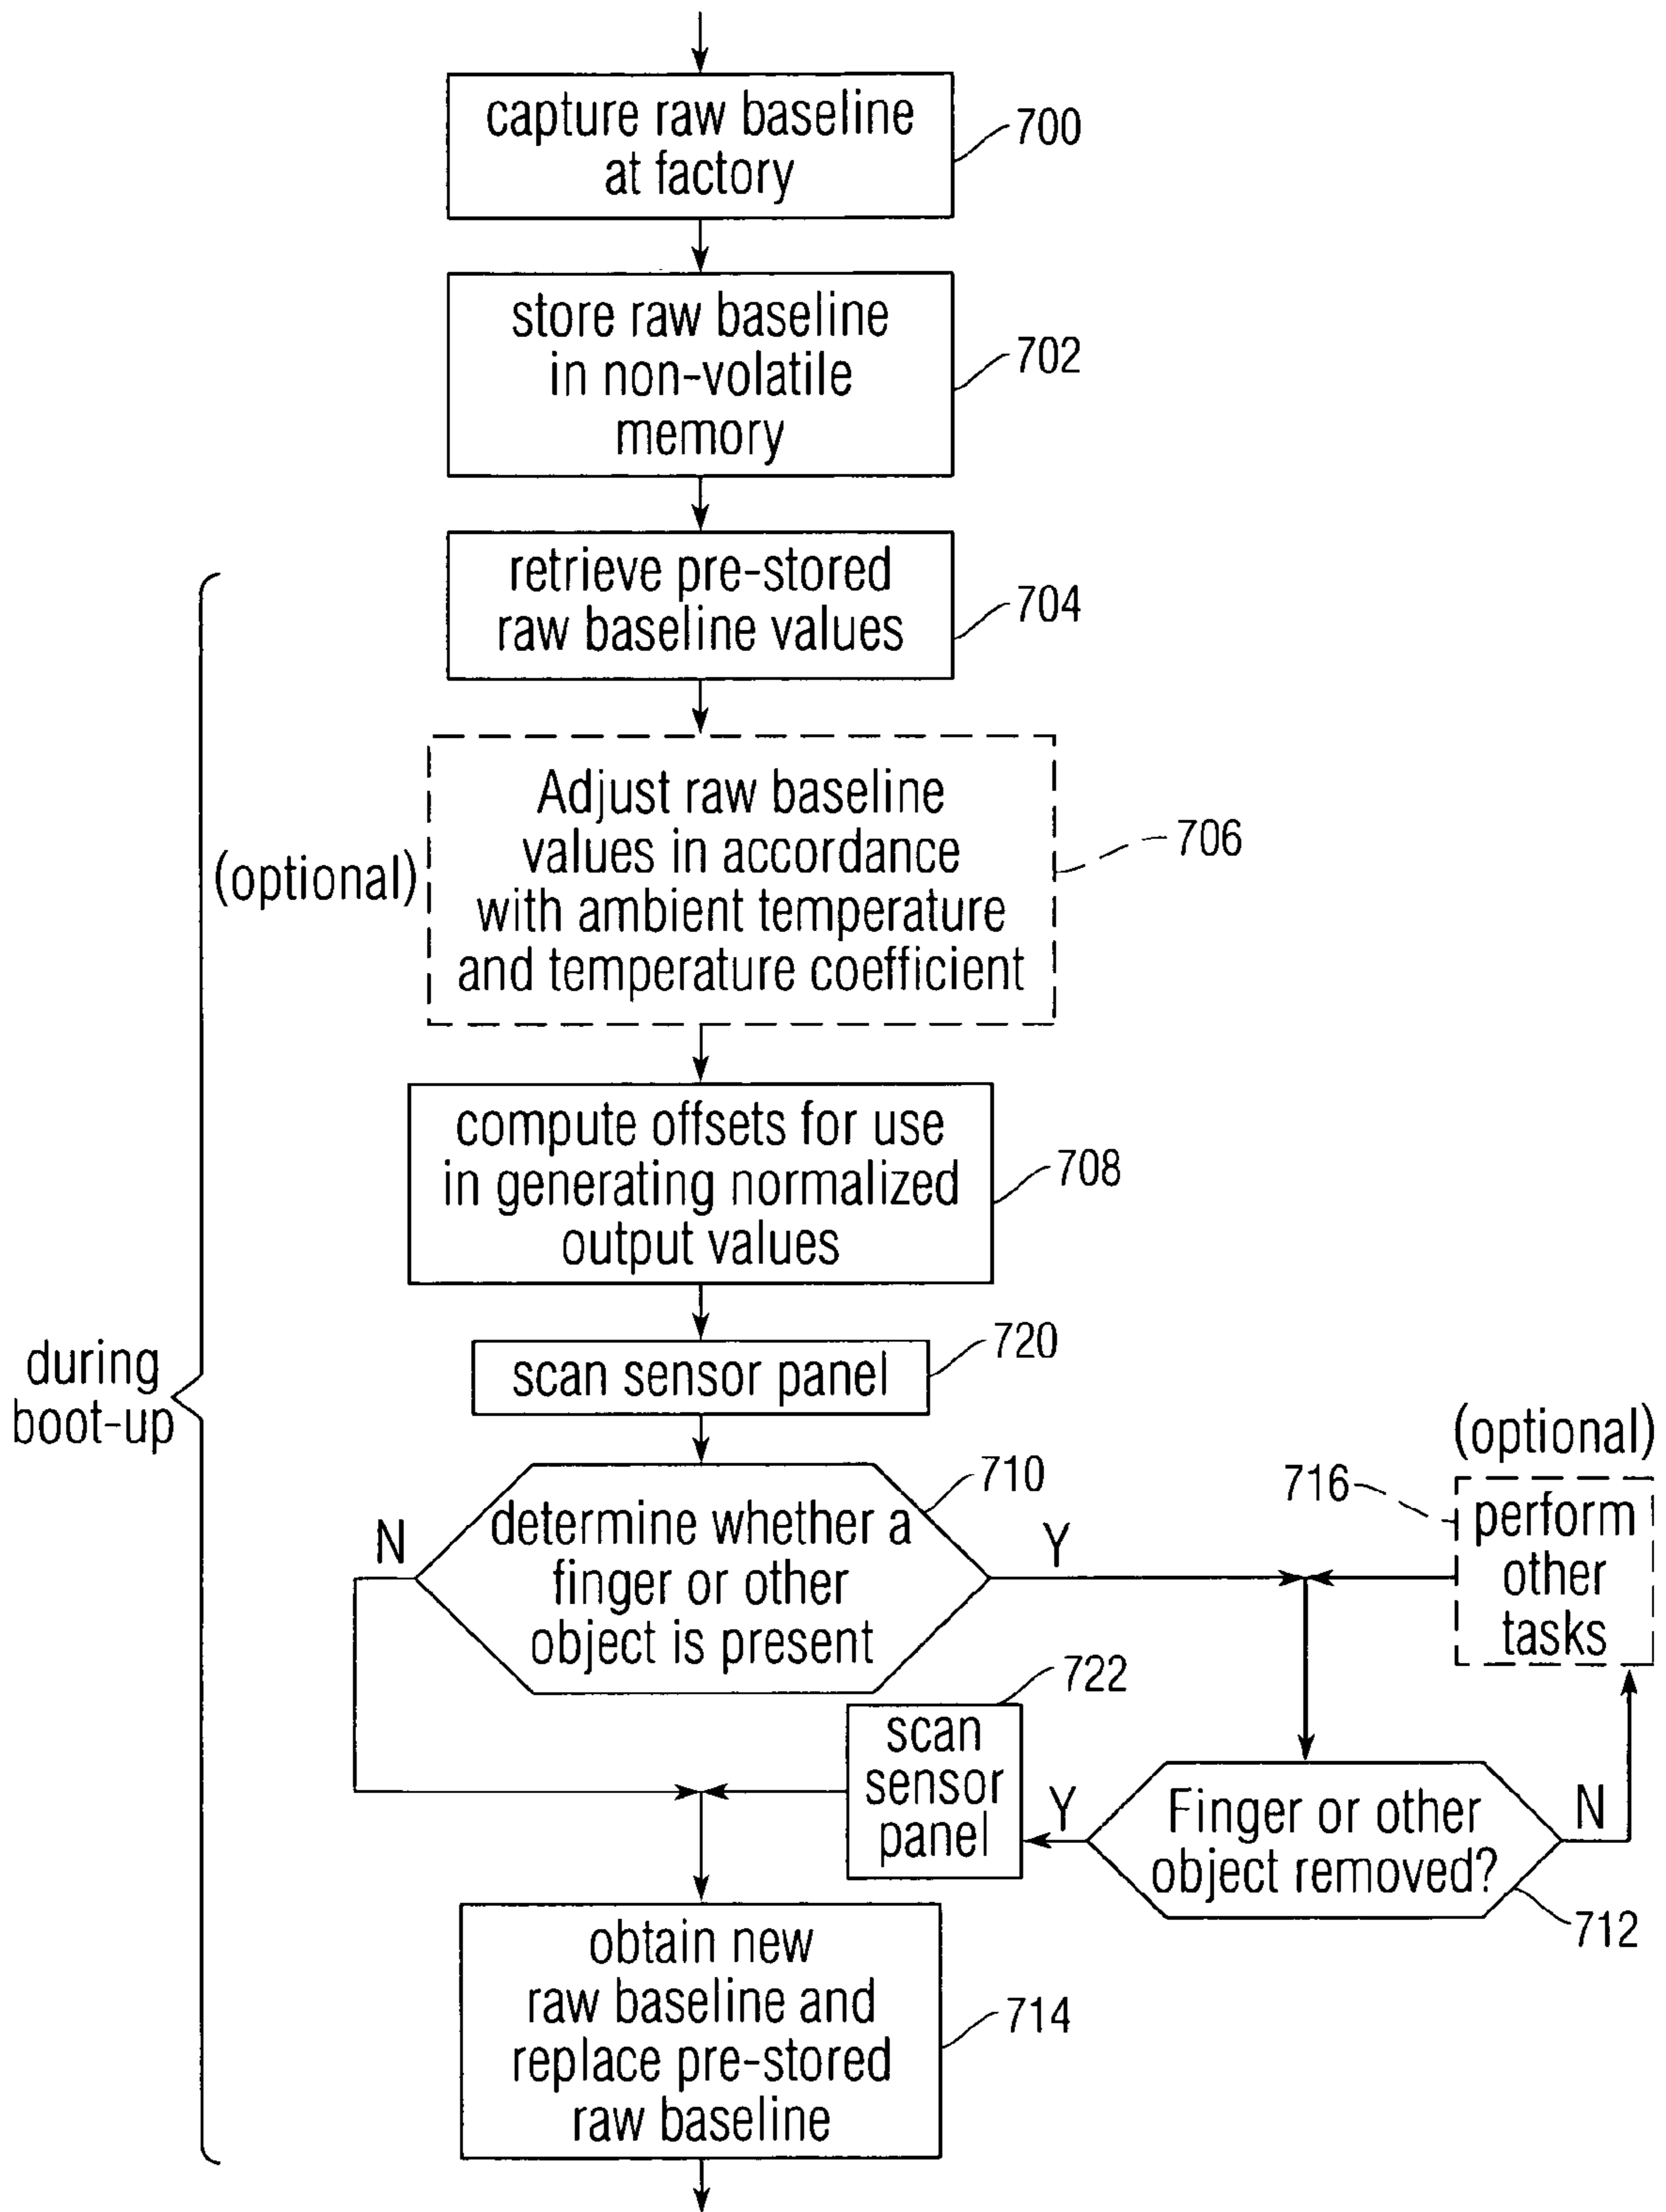 capture raw baseline
at factory
700
store raw baseline
in non-volatile
memory
702
retrieve pre-stored
raw baseline values
704
(optional)
Adjust raw baseline
values in accordance
with ambient temperature
and temperature coefficient
706
compute offsets for use
in generating normalized
output values
708
during
boot-up
scan sensor panel
720
determine whether a
finger or other
object is present
710
N
Y
(optional)
716
perform
other
tasks
722
scan
sensor
panel
Y
Finger or other
object removed?
N
712
obtain new
raw baseline and
replace pre-stored
raw baseline
714